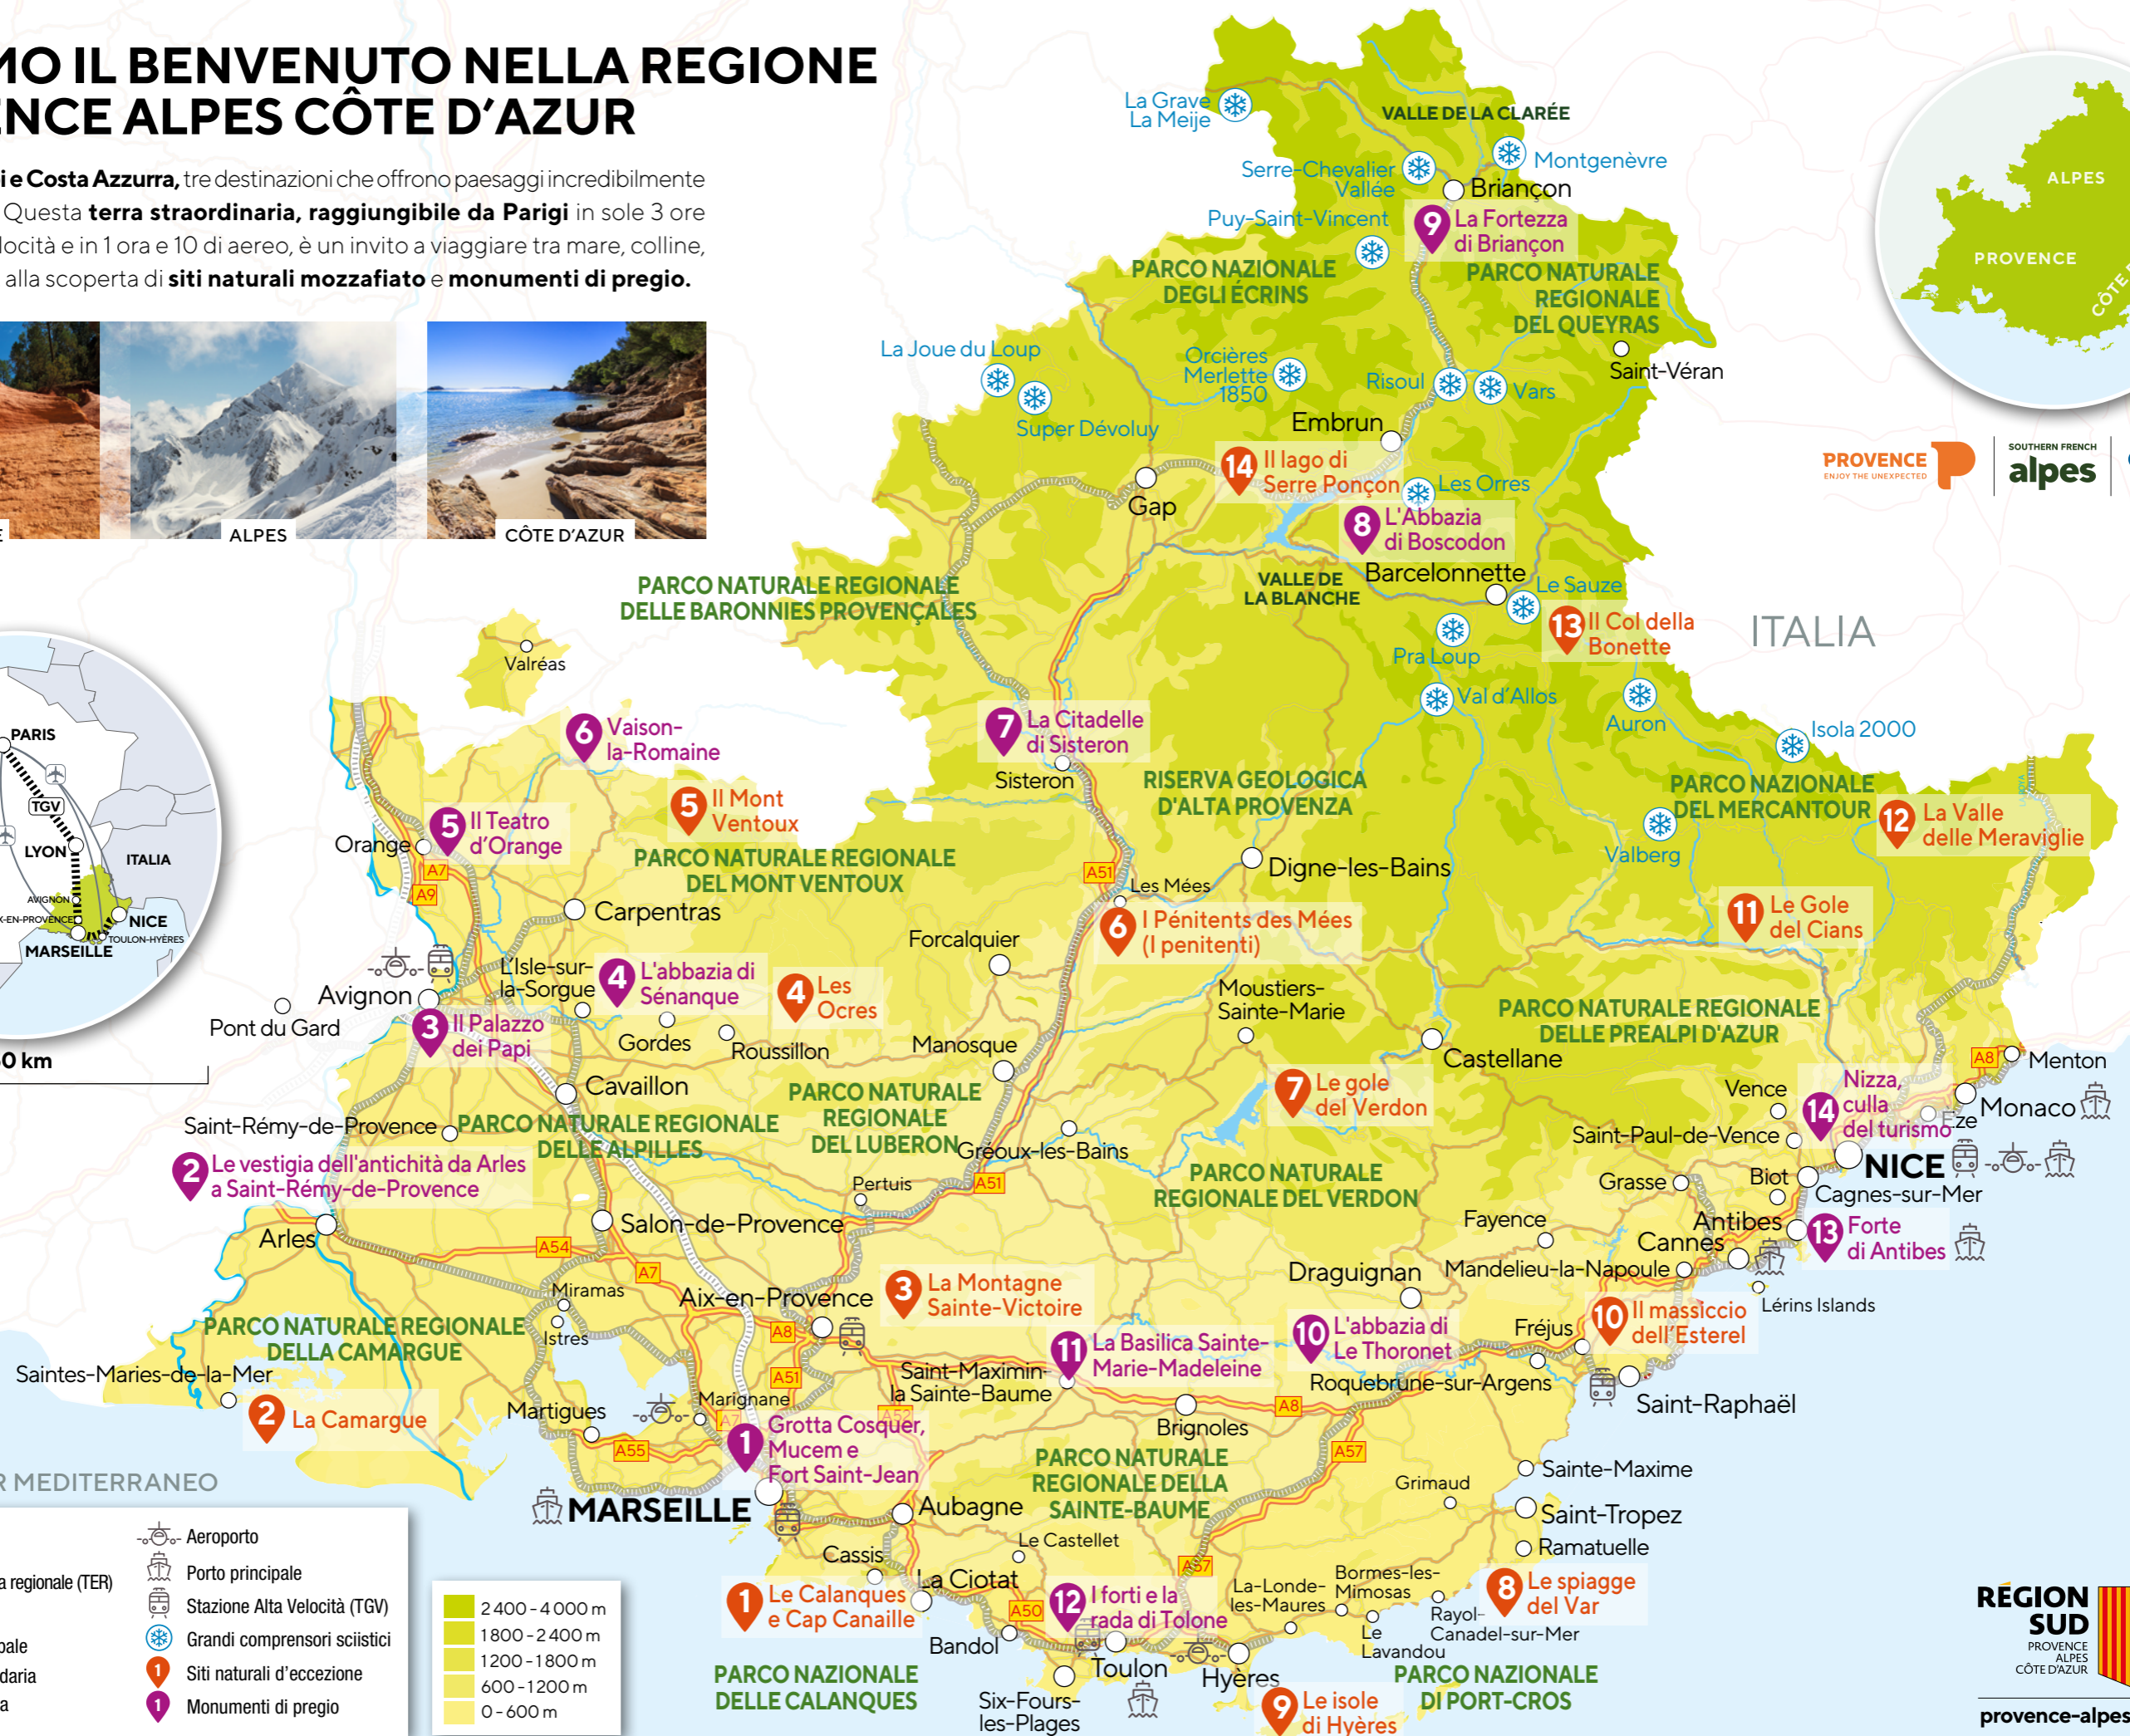 IL BENVENUTO NELLA REGIONE
ALPES CÔTE D'AZUR
e Costa Azzurra, tre destinazioni che offrono paesaggi incredibilmente
Questa terra straordinaria, raggiungibile da Parigi in sole 3 ore
e in 1 ora e 10 di aereo, è un invito a viaggiare tra mare, colline,
alla scoperta di siti naturali mozzafiato e monumenti di pregio.
ALPES
CÔTE D'AZUR
ALPES
PROVENCE
CÔTE
PROVENCE
ENJOY THE UNEXPECTED
SOUTHERN FRENCH
alpes
La Grave
La Meije
VALLE DE LA CLARÉE
Serre-Chevalier
Vallée
Montgenèvre
Briançon
Puy-Saint-Vincent
9 La Fortezza
di Briançon
PARCO NAZIONALE
DEGLI ÉCRINS
PARCO NATURALE
REGIONALE
DEL QUEYRAS
Saint-Véran
La Joue du Loup
Super Dévoluy
Orcières
Merlette
1850
Risoul
Vars
Embrun
14 Il lago di
Serre Ponçon
Les Orres
Gap
8 L'Abbazia
di Boscodon
VALLE DE
LA BLANCHE
Barcelonnette
Le Sauze
13 Il Col della
Bonette
ITALIA
Pra Loup
Val d'Allos
Auron
Isola 2000
PARCO NATURALE REGIONALE
DELLE BARONNIES PROVENÇALES
Valréas
6 Vaison-
la-Romaine
7 La Citadelle
di Sisteron
Sisteron
RISERVA GEOLOGICA
D'ALTA PROVENZA
PARCO NAZIONALE
DEL MERCANTOUR
12 La Valle
delle Meraviglie
Valberg
5 Il Mont
Ventoux
5 Il Teatro
d'Orange
Orange
A7
A9
PARCO NATURALE REGIONALE
DEL MONT VENTOUX
A51
Les Mées
Digne-les-Bains
6 I Pénitents des Mées
(I penitenti)
11 Le Gole
del Cians
Carpentras
Forcalquier
L'Isle-sur-
la-Sorgue
4 L'abbazia di
Sénanque
4 Les
Ocres
Avignon
Pont du Gard
3 Il Palazzo
dei Papi
Gordes
Roussillon
Manosque
Moustiers-
Sainte-Marie
Castellane
PARCO NATURALE REGIONALE
DELLE PREALPI D'AZUR
Cavaillon
PARCO NATURALE
REGIONALE
DEL LUBERON
7 Le gole
del Verdon
A8
Menton
Monaco
Èze
Vence
14 Nizza,
culla
del turismo
Saint-Paul-de-Vence
NICE
Saint-Rémy-de-Provence
PARCO NATURALE REGIONALE
DELLE ALPILLES
Gréoux-les-Bains
2 Le vestigia dell'antichità da Arles
a Saint-Rémy-de-Provence
Pertuis
A51
PARCO NATURALE
REGIONALE DEL VERDON
Grasse
Biot
Cagnes-sur-Mer
Arles
Salon-de-Provence
A54
A7
Fayence
Antibes
13 Forte
di Antibes
Cannes
Mandelieu-la-Napoule
Lérins Islands
Miramas
Istres
Aix-en-Provence
3 La Montagne
Sainte-Victoire
A8
Draguignan
10 Il massiccio
dell'Esterel
Fréjus
PARCO NATURALE REGIONALE
DELLA CAMARGUE
Saintes-Maries-de-la-Mer
2 La Camargue
A51
11 La Basilica Sainte-
Marie-Madeleine
10 L'abbazia di
Le Thoronet
Saint-Maximin-
la Sainte-Baume
Roquebrune-sur-Argens
Saint-Raphaël
Martigues
Marignane
A7
A52
A55
A8
Brignoles
A57
1 Grotta Cosquer,
Mucem e
Fort Saint-Jean
MARSEILLE
Aubagne
PARCO NATURALE
REGIONALE DELLA
SAINTE-BAUME
Grimaud
Sainte-Maxime
Saint-Tropez
Ramatuelle
Cassis
Le Castellet
La Ciotat
1 Le Calanques
e Cap Canaille
A50
A57
12 I forti e la
rada di Tolone
La-Londe-
les-Maures
Bormes-les-
Mimosas
Rayol-
Canadel-sur-Mer
Le
Lavandou
8 Le spiagge
del Var
Bandol
Toulon
Hyères
Six-Fours-
les-Plages
PARCO NAZIONALE
DELLE CALANQUES
PARCO NAZIONALE
DI PORT-CROS
9 Le isole
di Hyères
PARIS
TGV
LYON
ITALIA
AVIGNON
NICE
MARSEILLE
TOULON-HYÈRES
km
MEDITERRANEO
regionale (TER)
Aeroporto
Porto principale
Stazione Alta Velocità (TGV)
Grandi comprensori sciistici
1 Siti naturali d'eccezione
1 Monumenti di pregio
2 400 - 4 000 m
1 800 - 2 400 m
1 200 - 1 800 m
600 - 1 200 m
0 - 600 m
RÉGION
SUD
PROVENCE
ALPES
CÔTE D'AZUR
provence-alpes